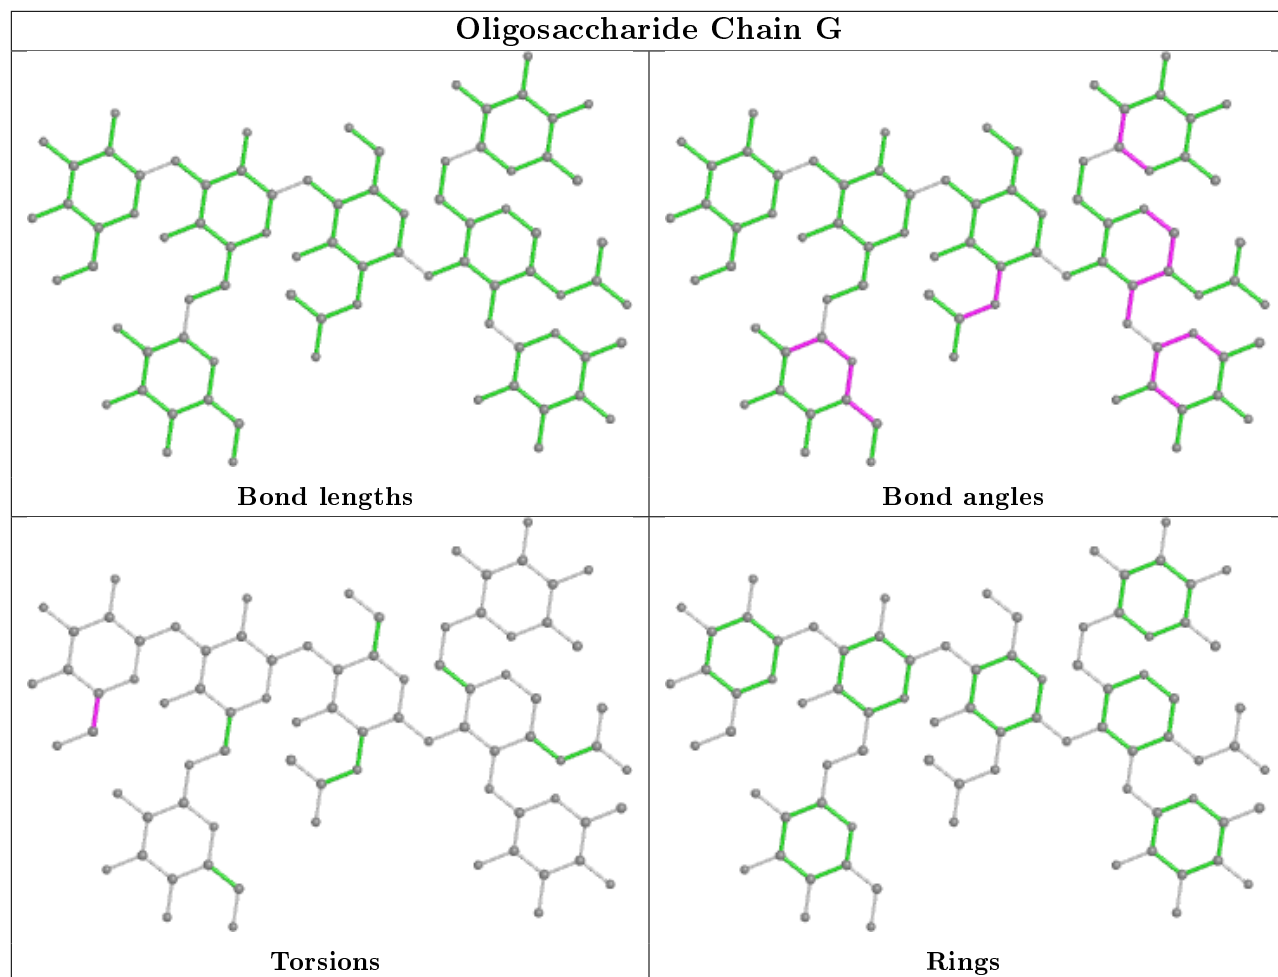 Oligosaccharide Chain G
Bond lengths
Bond angles
Torsions
Rings